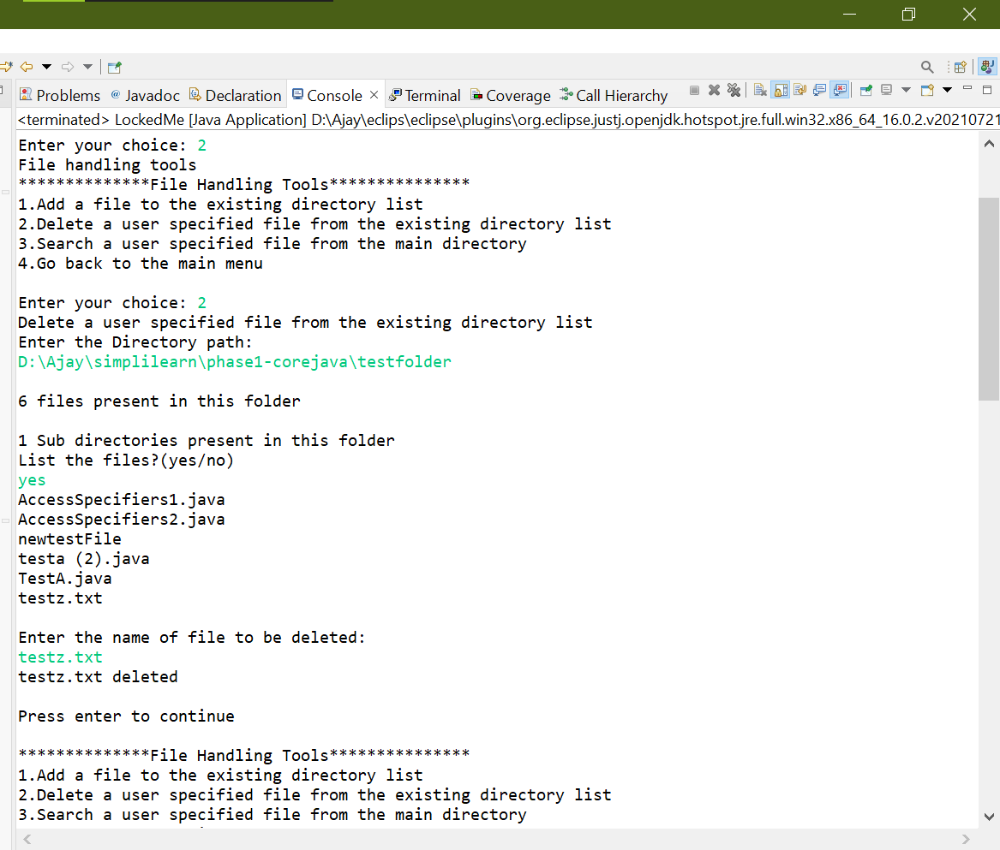 Problems @ Javadoc Declaration Console × Terminal Coverage Call Hierarchy
<terminated> LockedMe [Java Application] D:\Ajay\eclips\eclipse\plugins\org.eclipse.justj.openjdk.hotspot.jre.full.win32.x86_64_16.0.2.v20210721
Enter your choice: 2
File handling tools
**************File Handling Tools***************
1.Add a file to the existing directory list
2.Delete a user specified file from the existing directory list
3.Search a user specified file from the main directory
4.Go back to the main menu
Enter your choice: 2
Delete a user specified file from the existing directory list
Enter the Directory path:
D:\Ajay\simplilearn\phase1-corejava\testfolder
6 files present in this folder
1 Sub directories present in this folder
List the files?(yes/no)
yes
AccessSpecifiers1.java
AccessSpecifiers2.java
newtestFile
testa (2).java
TestA.java
testz.txt
Enter the name of file to be deleted:
testz.txt
testz.txt deleted
Press enter to continue
**************File Handling Tools***************
1.Add a file to the existing directory list
2.Delete a user specified file from the existing directory list
3.Search a user specified file from the main directory